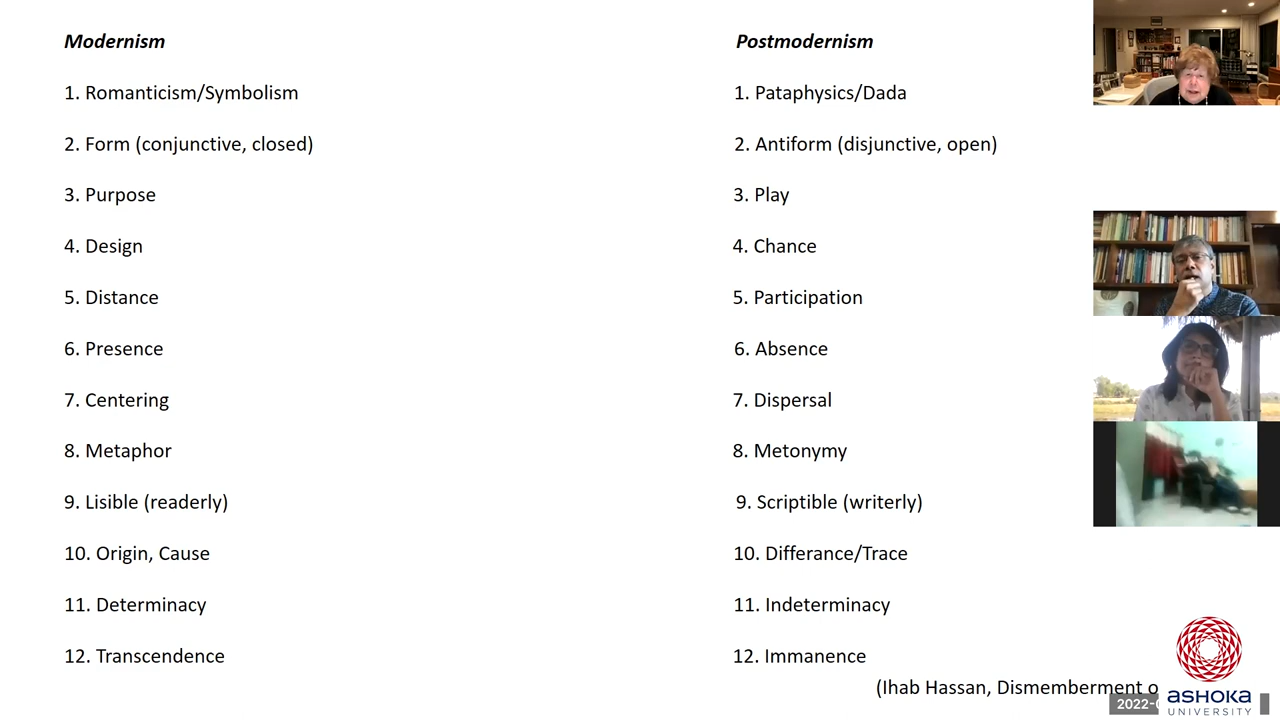 Modernism
Postmodernism
1. Romanticism/Symbolism
1. Pataphysics/Dada
2. Form (conjunctive, closed)
2. Antiform (disjunctive, open)
3. Purpose
3. Play
4. Design
4. Chance
5. Distance
5. Participation
6. Presence
6. Absence
7. Centering
7. Dispersal
8. Metaphor
8. Metonymy
9. Lisible (readerly)
9. Scriptible (writerly)
10. Origin, Cause
10. Differance/Trace
11. Determinacy
11. Indeterminacy
12. Transcendence
12. Immanence
(Ihab Hassan, Dismemberment o
ASHOKA
UNIVERSITY